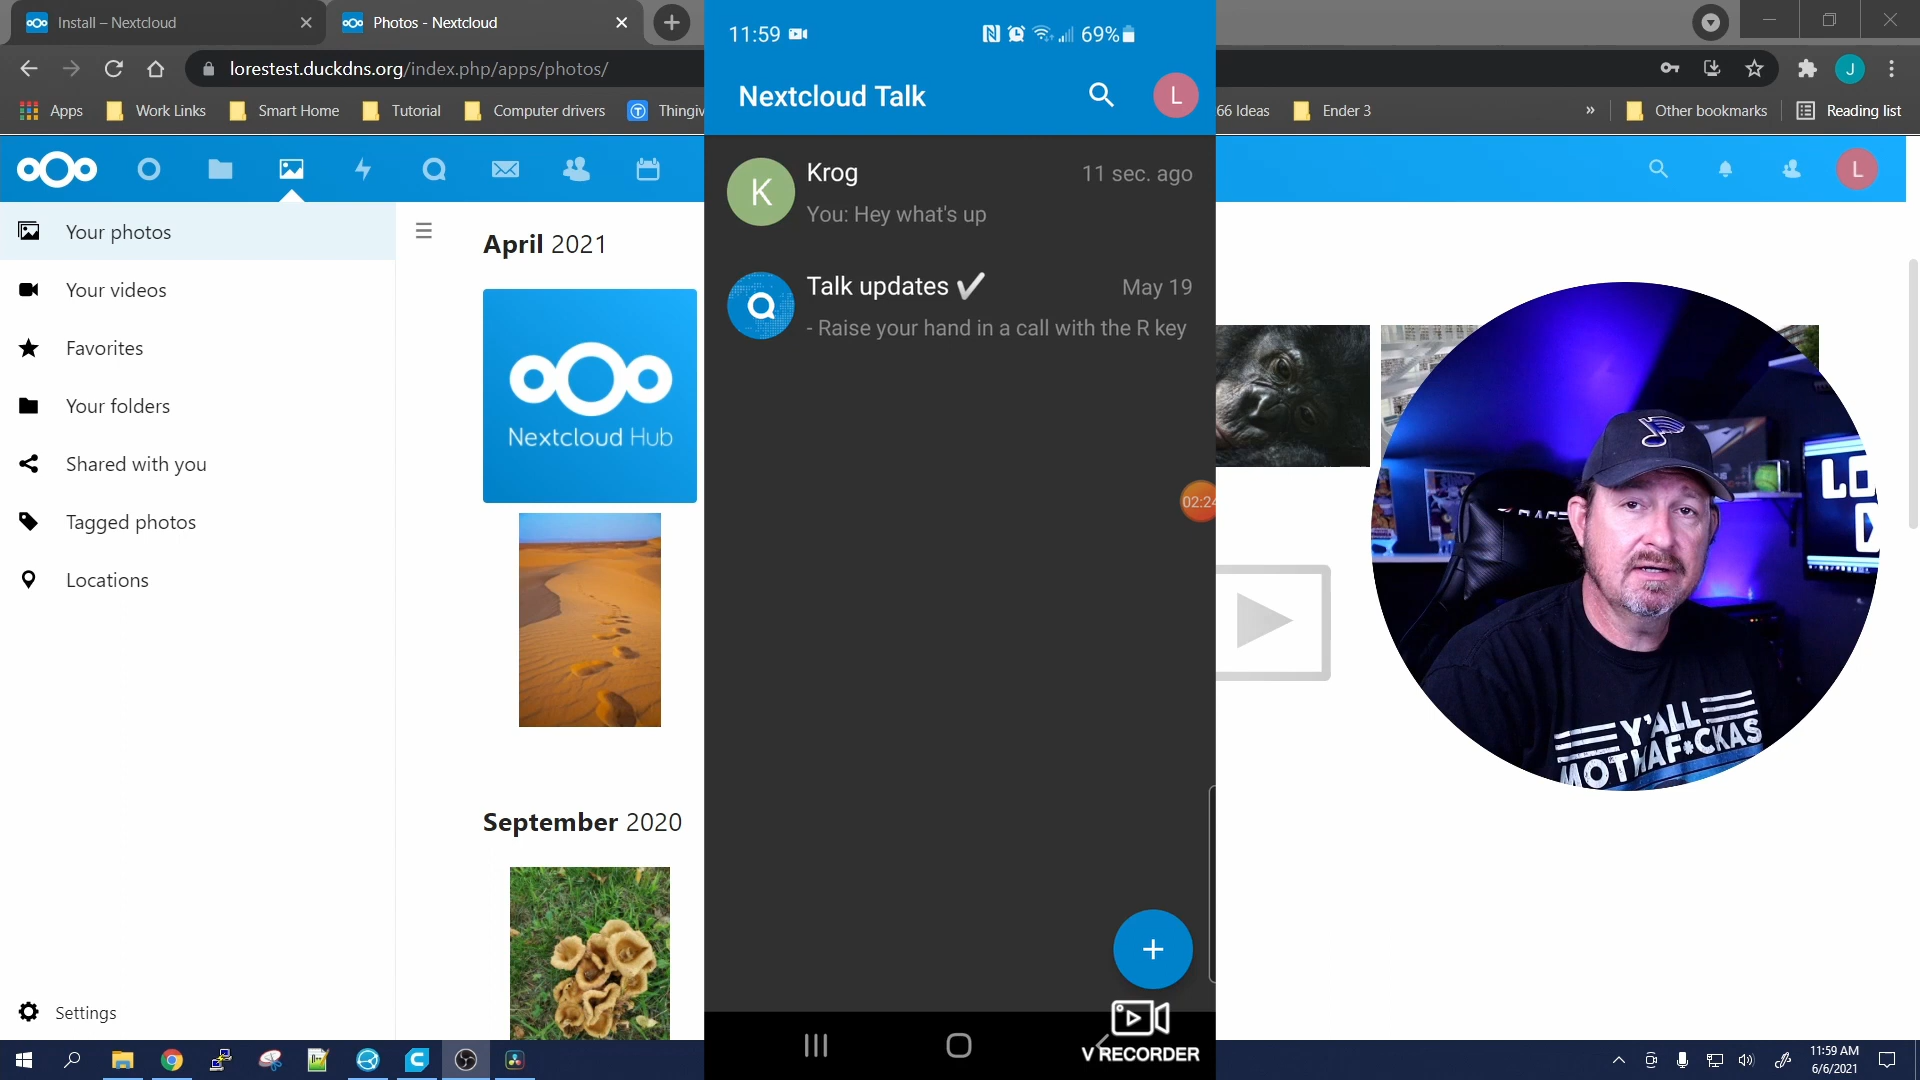 Install – Nextcloud
Photos - Nextcloud
lorestest.duckdns.org/index.php/apps/photos/
J
Apps
Work Links
Smart Home
Tutorial
Computer drivers
Thingiv
66 Ideas
Ender 3
»
Other bookmarks
Reading list
L
Your photos
Your videos
Favorites
Your folders
Shared with you
Tagged photos
Locations
Settings
April 2021
Nextcloud Hub
September 2020
11:59
69%
Nextcloud Talk
L
K
Krog
11 sec. ago
You: Hey what's up
Talk updates ✔
May 19
- Raise your hand in a call with the R key
02:24
+
V RECORDER
LO
D
Y'ALL
MOTHAF*CKAS
11:59 AM
6/6/2021